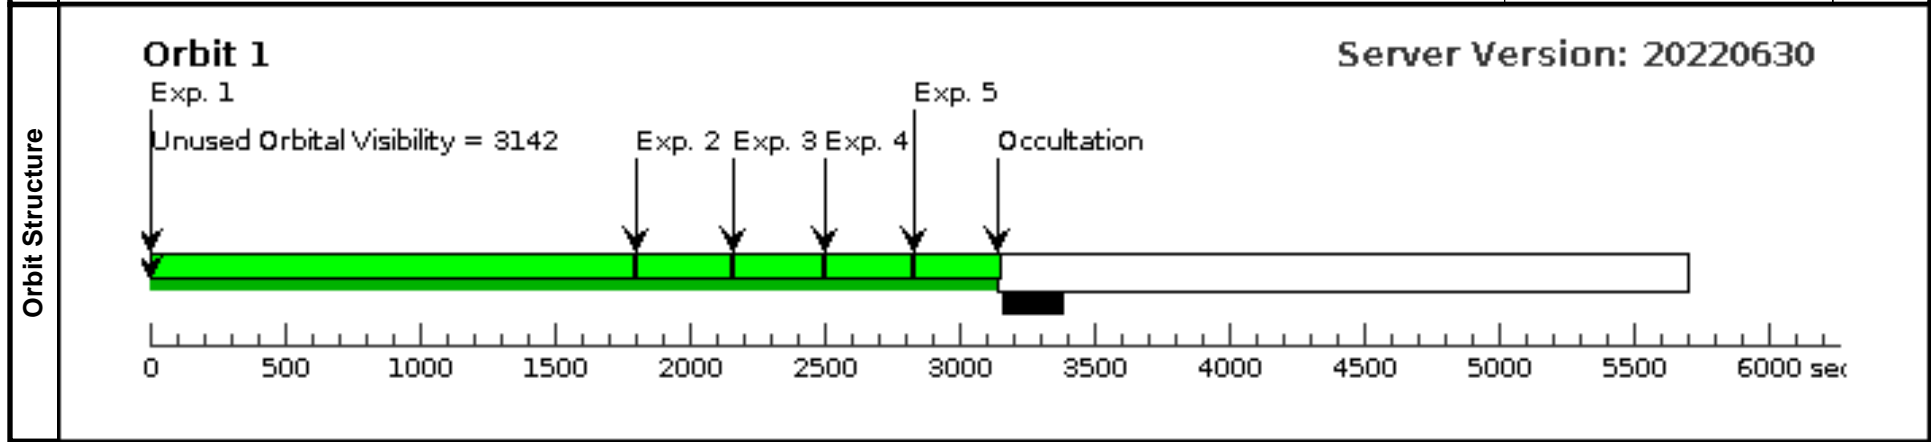 Orbit Structure
Orbit 1
Server Version: 20220630
Exp. 1
Exp. 5
Unused Orbital Visibility = 3142
Exp. 2
Exp. 3
Exp. 4
Occultation
0 500 1000 1500 2000 2500 3000 3500 4000 4500 5000 5500 6000 sec